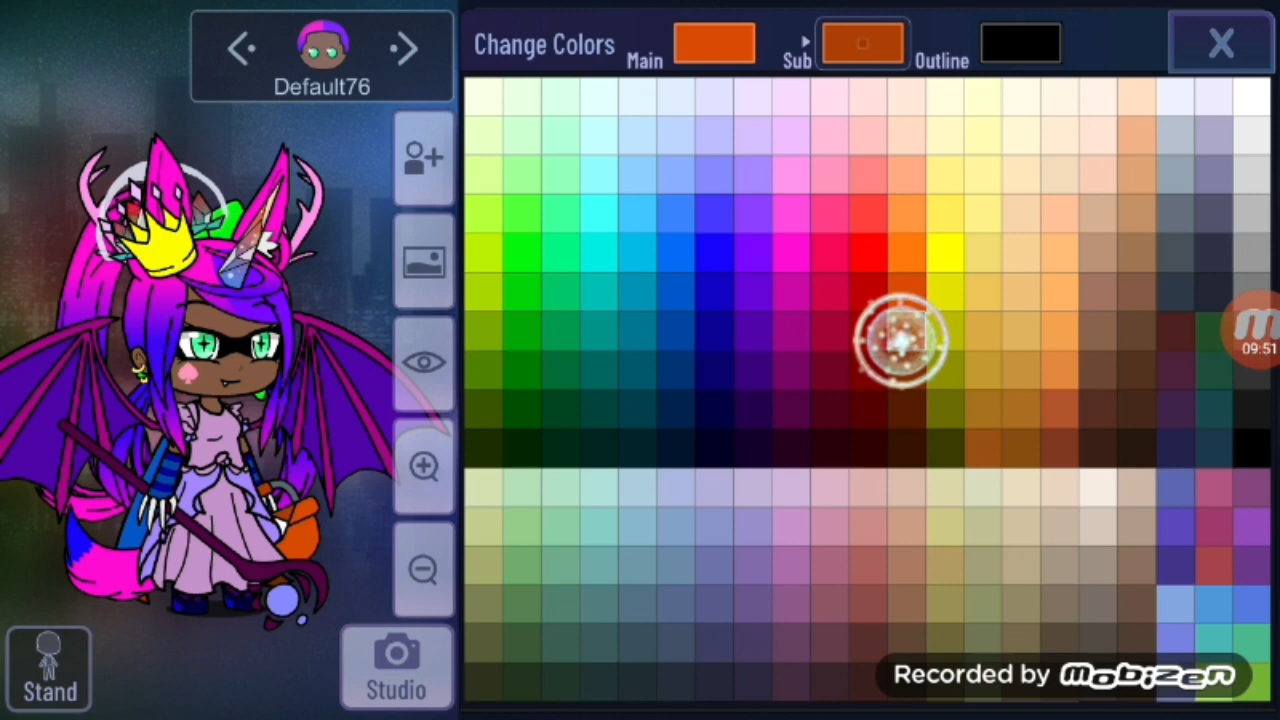 Default76
Change Colors
Main
Sub
Outline
X
09:51
Stand
Studio
Recorded by mobizen